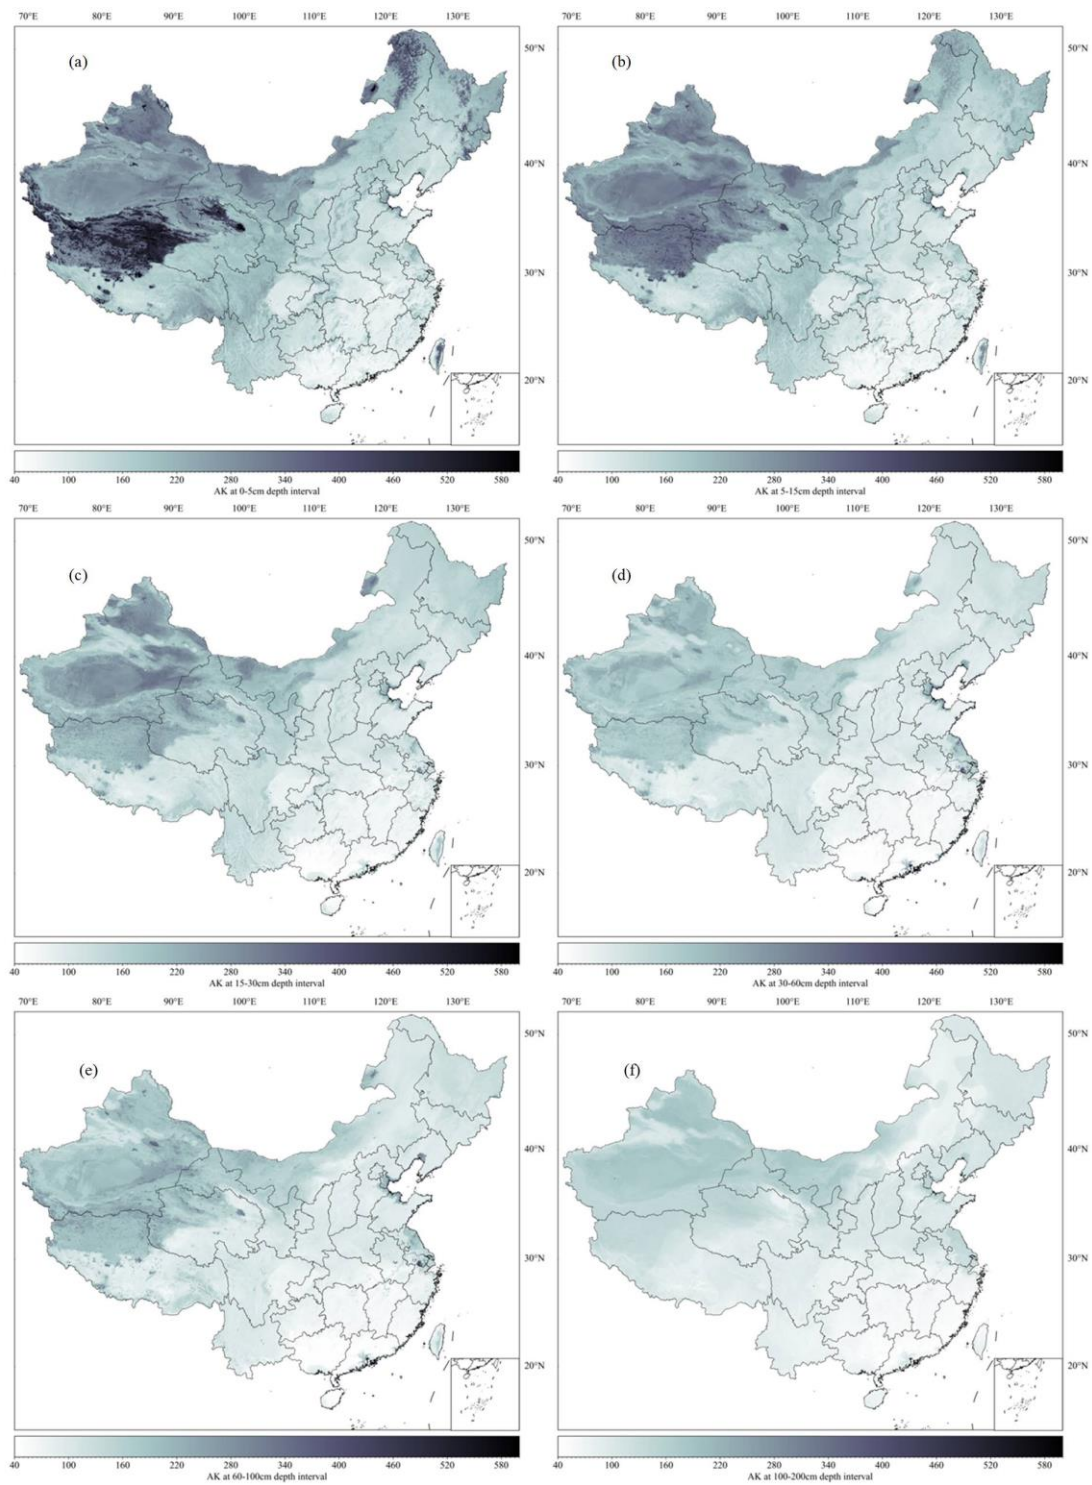 70°E 80°E 90°E 100°E 110°E 120°E 130°E 70°E 80°E 90°E 100°E 110°E 120°E 130°E
(a) (b)
50°N 50°N
40°N 40°N
30°N 30°N
20°N 20°N
40 100 160 220 280 340 400 460 520 580 40 100 160 220 280 340 400 460 520 580
AK at 0-5cm depth interval AK at 5-15cm depth interval
70°E 80°E 90°E 100°E 110°E 120°E 130°E 70°E 80°E 90°E 100°E 110°E 120°E 130°E
50°N 50°N
(c) (d)
40°N 40°N
30°N 30°N
20°N 20°N
40 100 160 220 280 340 400 460 520 580 40 100 160 220 280 340 400 460 520 580
AK at 15-30cm depth interval AK at 30-60cm depth interval
70°E 80°E 90°E 100°E 110°E 120°E 130°E 70°E 80°E 90°E 100°E 110°E 120°E 130°E
50°N 50°N
(e) (f)
40°N 40°N
30°N 30°N
20°N 20°N
40 100 160 220 280 340 400 460 520 580 40 100 160 220 280 340 400 460 520 580
AK at 60-100cm depth interval AK at 100-200cm depth interval